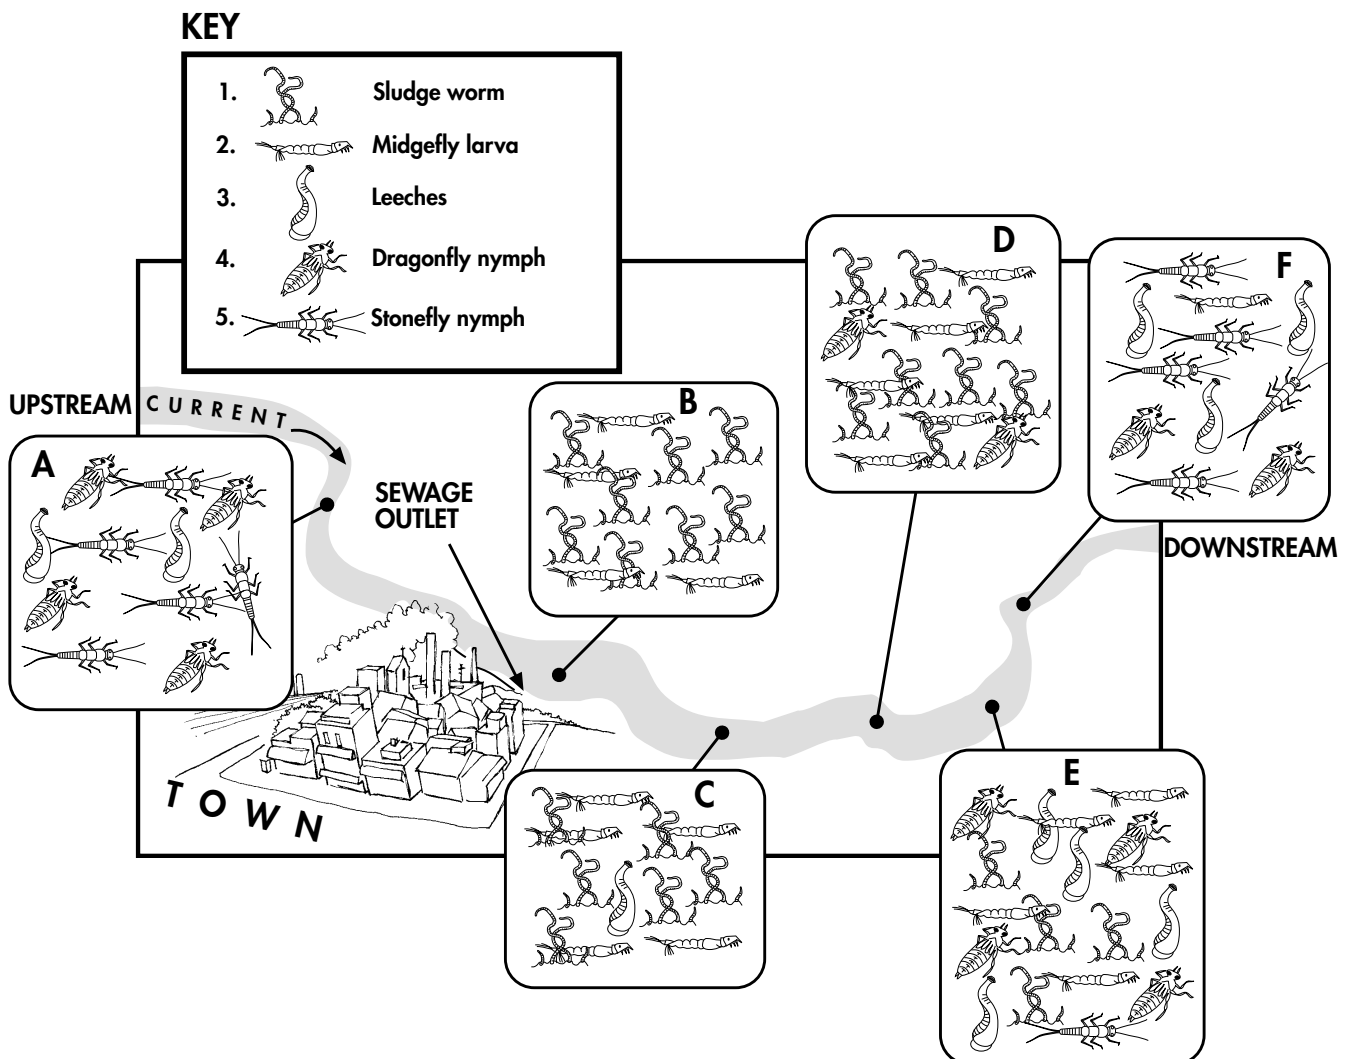 KEY
1. Sludge worm
2. Midgefly larva
3. Leeches
4. Dragonfly nymph
5. Stonefly nymph
UPSTREAM
CURRENT
A
SEWAGE
OUTLET
B
D
F
DOWNSTREAM
TOWN
C
E